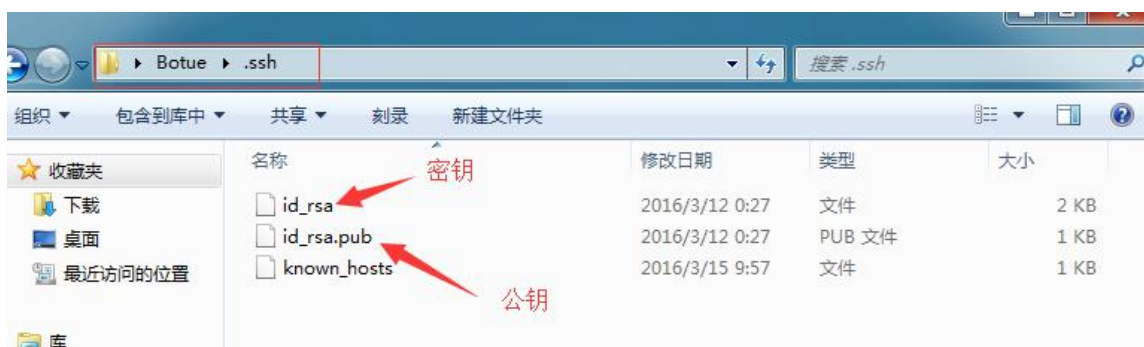 Botue .ssh 搜索 .ssh
组织 包含到库中 共享 刻录 新建文件夹
收藏夹 名称 密钥 修改日期 类型 大小
下载 id_rsa 2016/3/12 0:27 文件 2 KB
桌面 id_rsa.pub 2016/3/12 0:27 PUB 文件 1 KB
最近访问的位置 known_hosts 2016/3/15 9:57 文件 1 KB
公钥
库